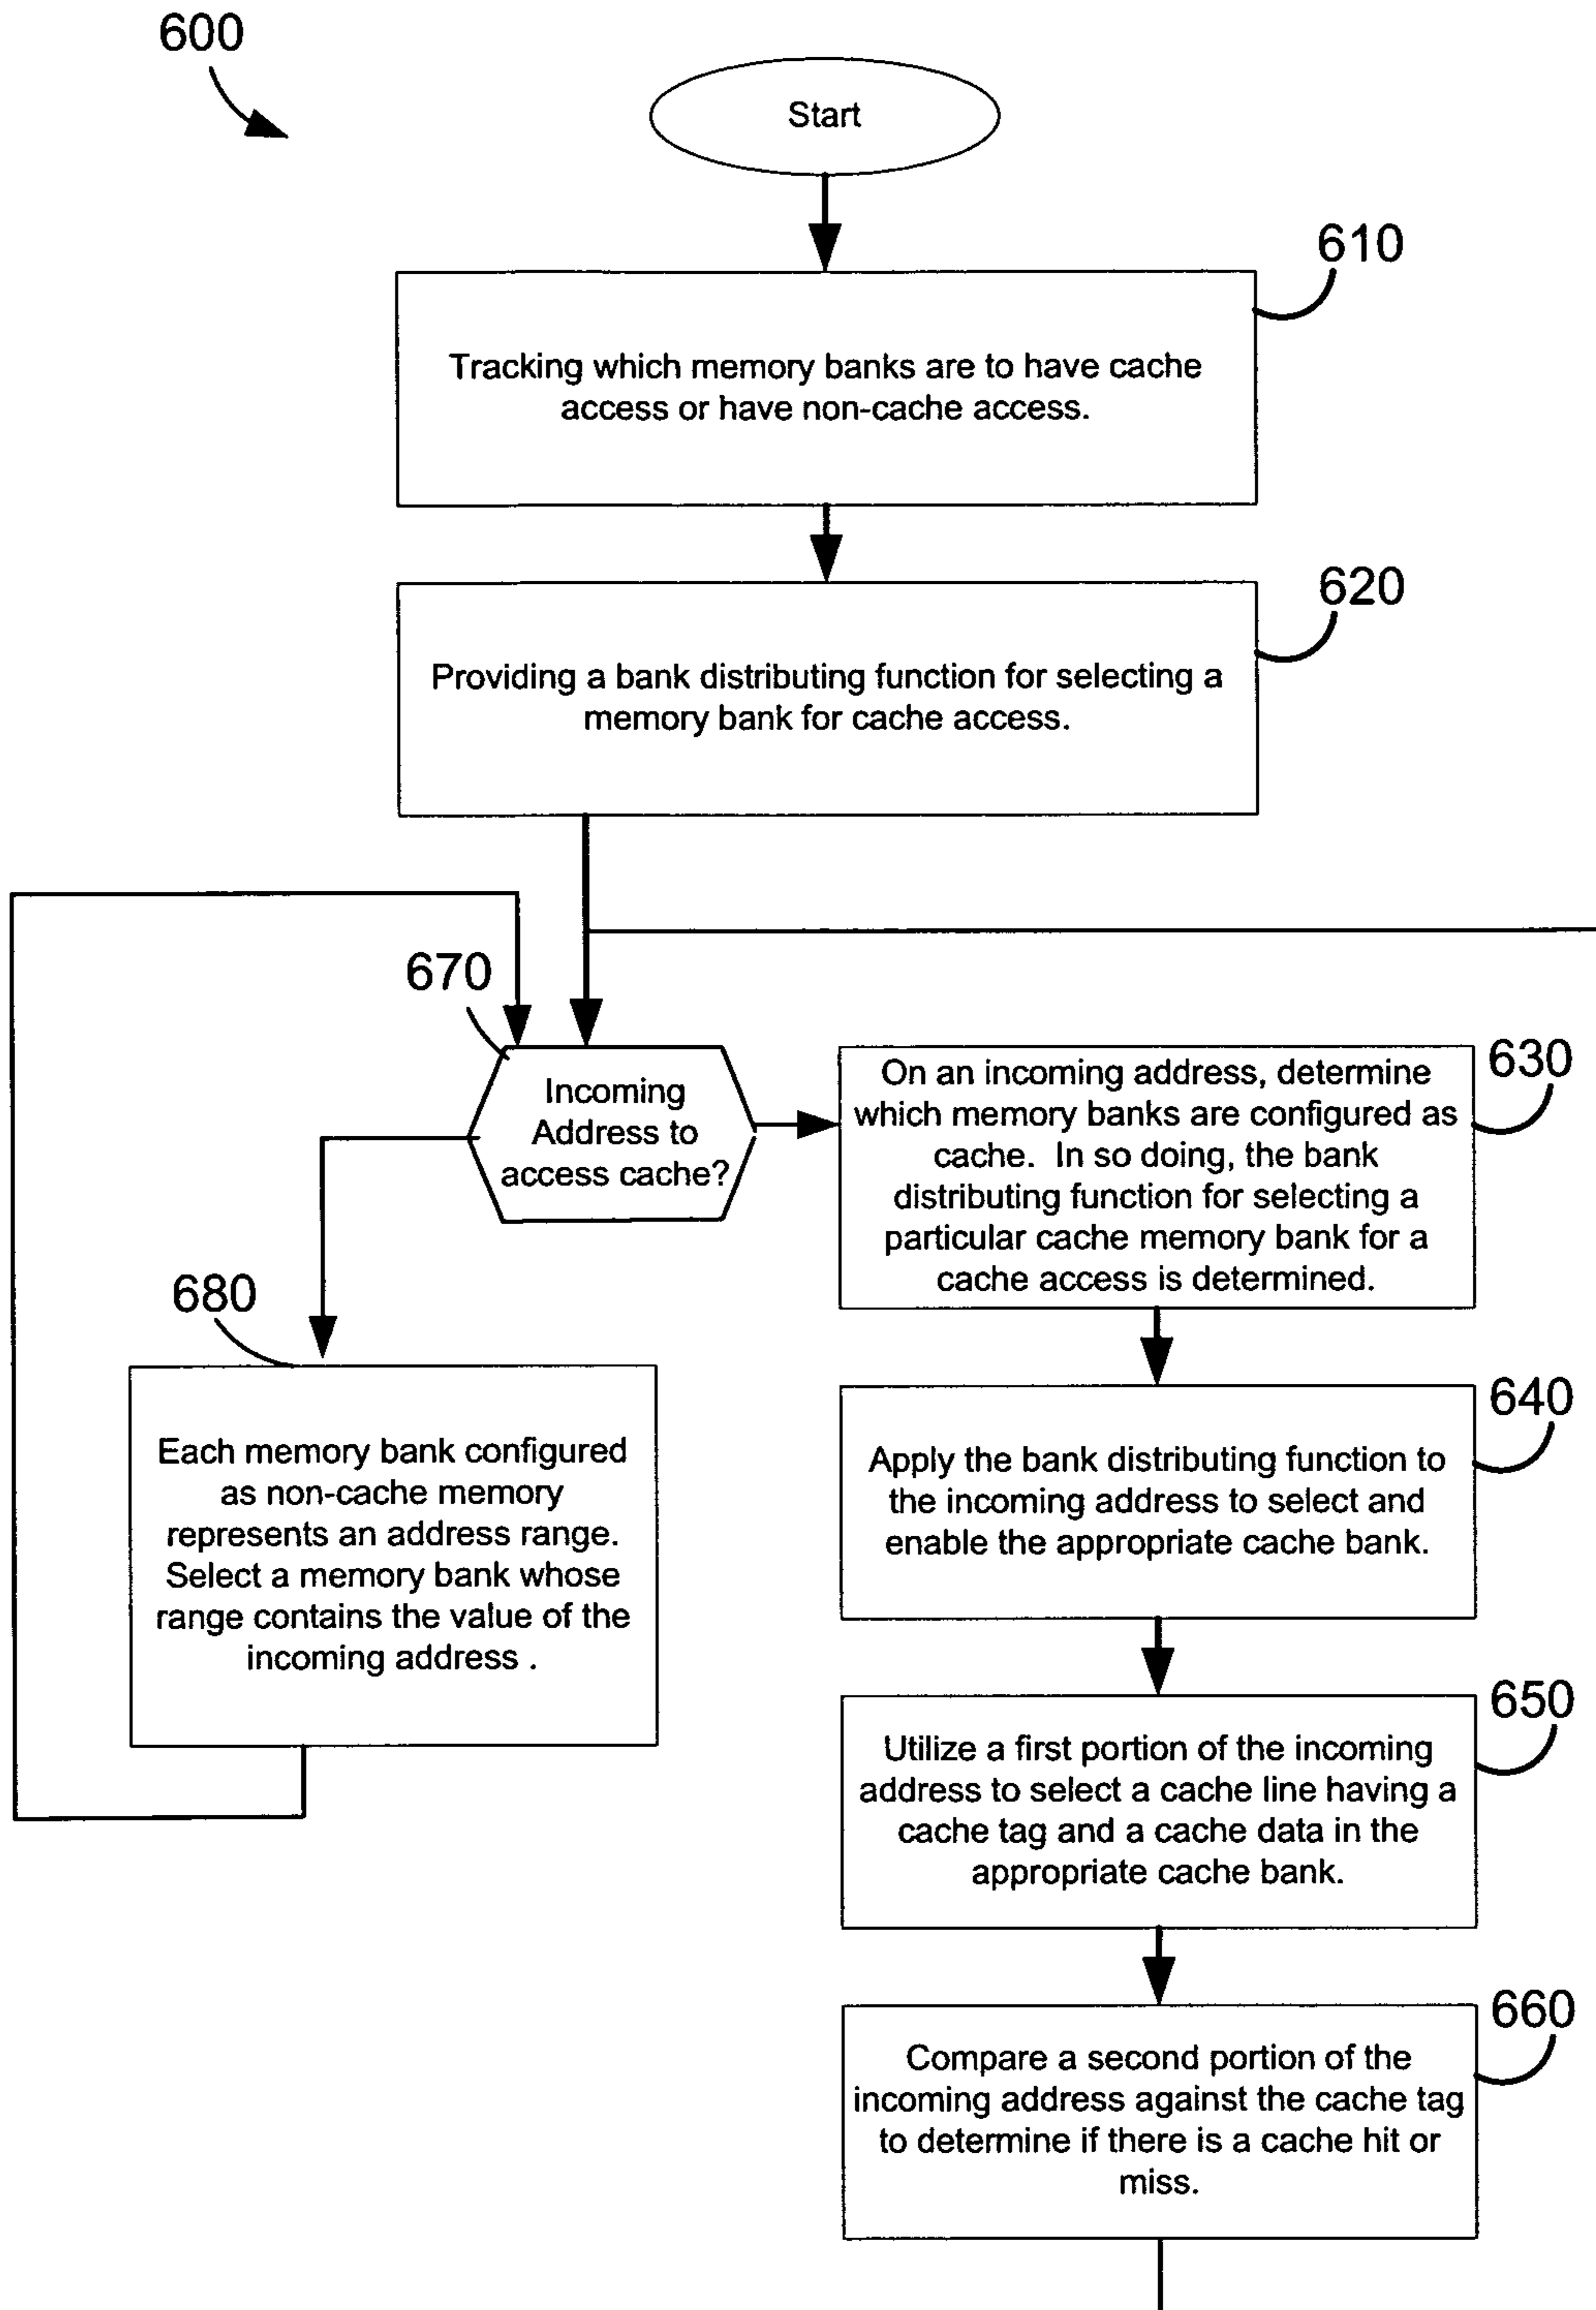 600
Start
610
Tracking which memory banks are to have cache
access or have non-cache access.
620
Providing a bank distributing function for selecting a
memory bank for cache access.
670
Incoming
Address to
access cache?
630
On an incoming address, determine
which memory banks are configured as
cache. In so doing, the bank
distributing function for selecting a
particular cache memory bank for a
cache access is determined.
680
Each memory bank configured
as non-cache memory
represents an address range.
Select a memory bank whose
range contains the value of the
incoming address .
640
Apply the bank distributing function to
the incoming address to select and
enable the appropriate cache bank.
650
Utilize a first portion of the incoming
address to select a cache line having a
cache tag and a cache data in the
appropriate cache bank.
660
Compare a second portion of the
incoming address against the cache tag
to determine if there is a cache hit or
miss.